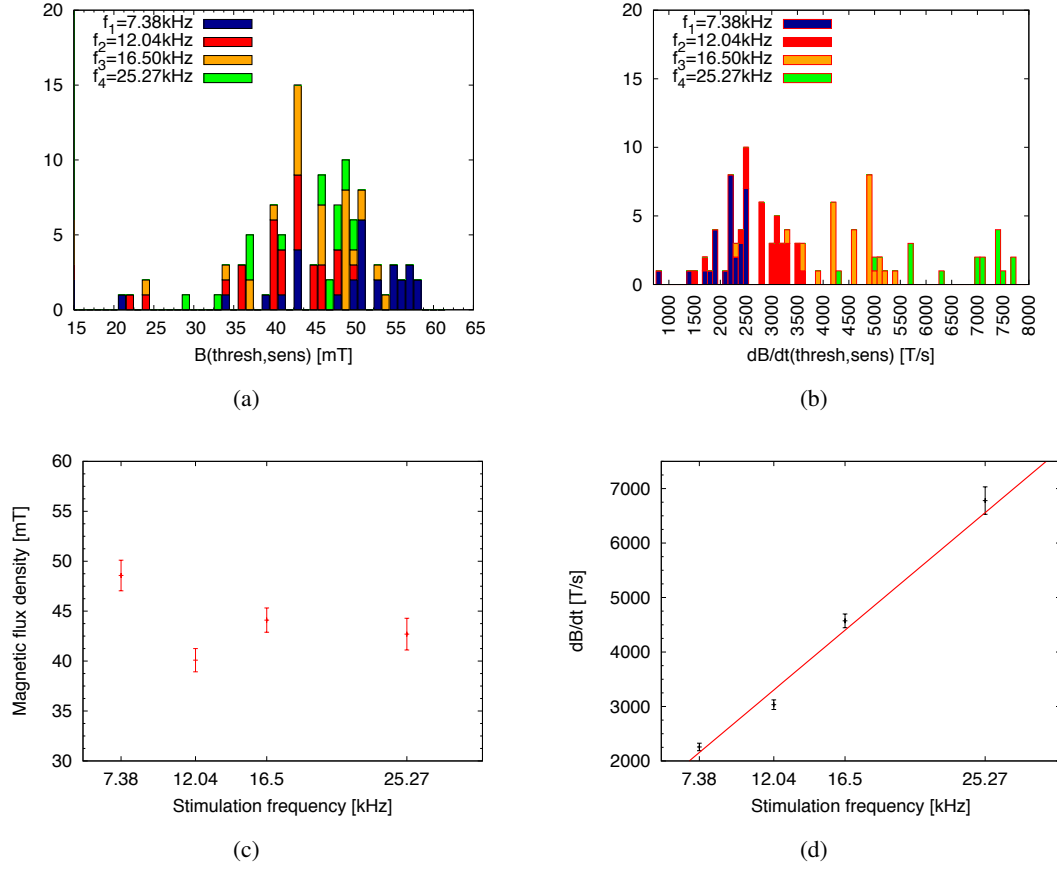 f1=7.38kHz
f2=12.04kHz
f3=16.50kHz
f4=25.27kHz
20
15
10
5
0
15 20 25 30 35 40 45 50 55 60 65
B(thresh,sens) [mT]
(a)
f1=7.38kHz
f2=12.04kHz
f3=16.50kHz
f4=25.27kHz
20
15
10
5
0
1000 1500 2000 2500 3000 3500 4000 4500 5000 5500 6000 6500 7000 7500 8000
dB/dt(thresh,sens) [T/s]
(b)
Magnetic flux density [mT]
60
55
50
45
40
35
30
7.38 12.04 16.5 25.27
Stimulation frequency [kHz]
(c)
dB/dt [T/s]
7000
6000
5000
4000
3000
2000
7.38 12.04 16.5 25.27
Stimulation frequency [kHz]
(d)